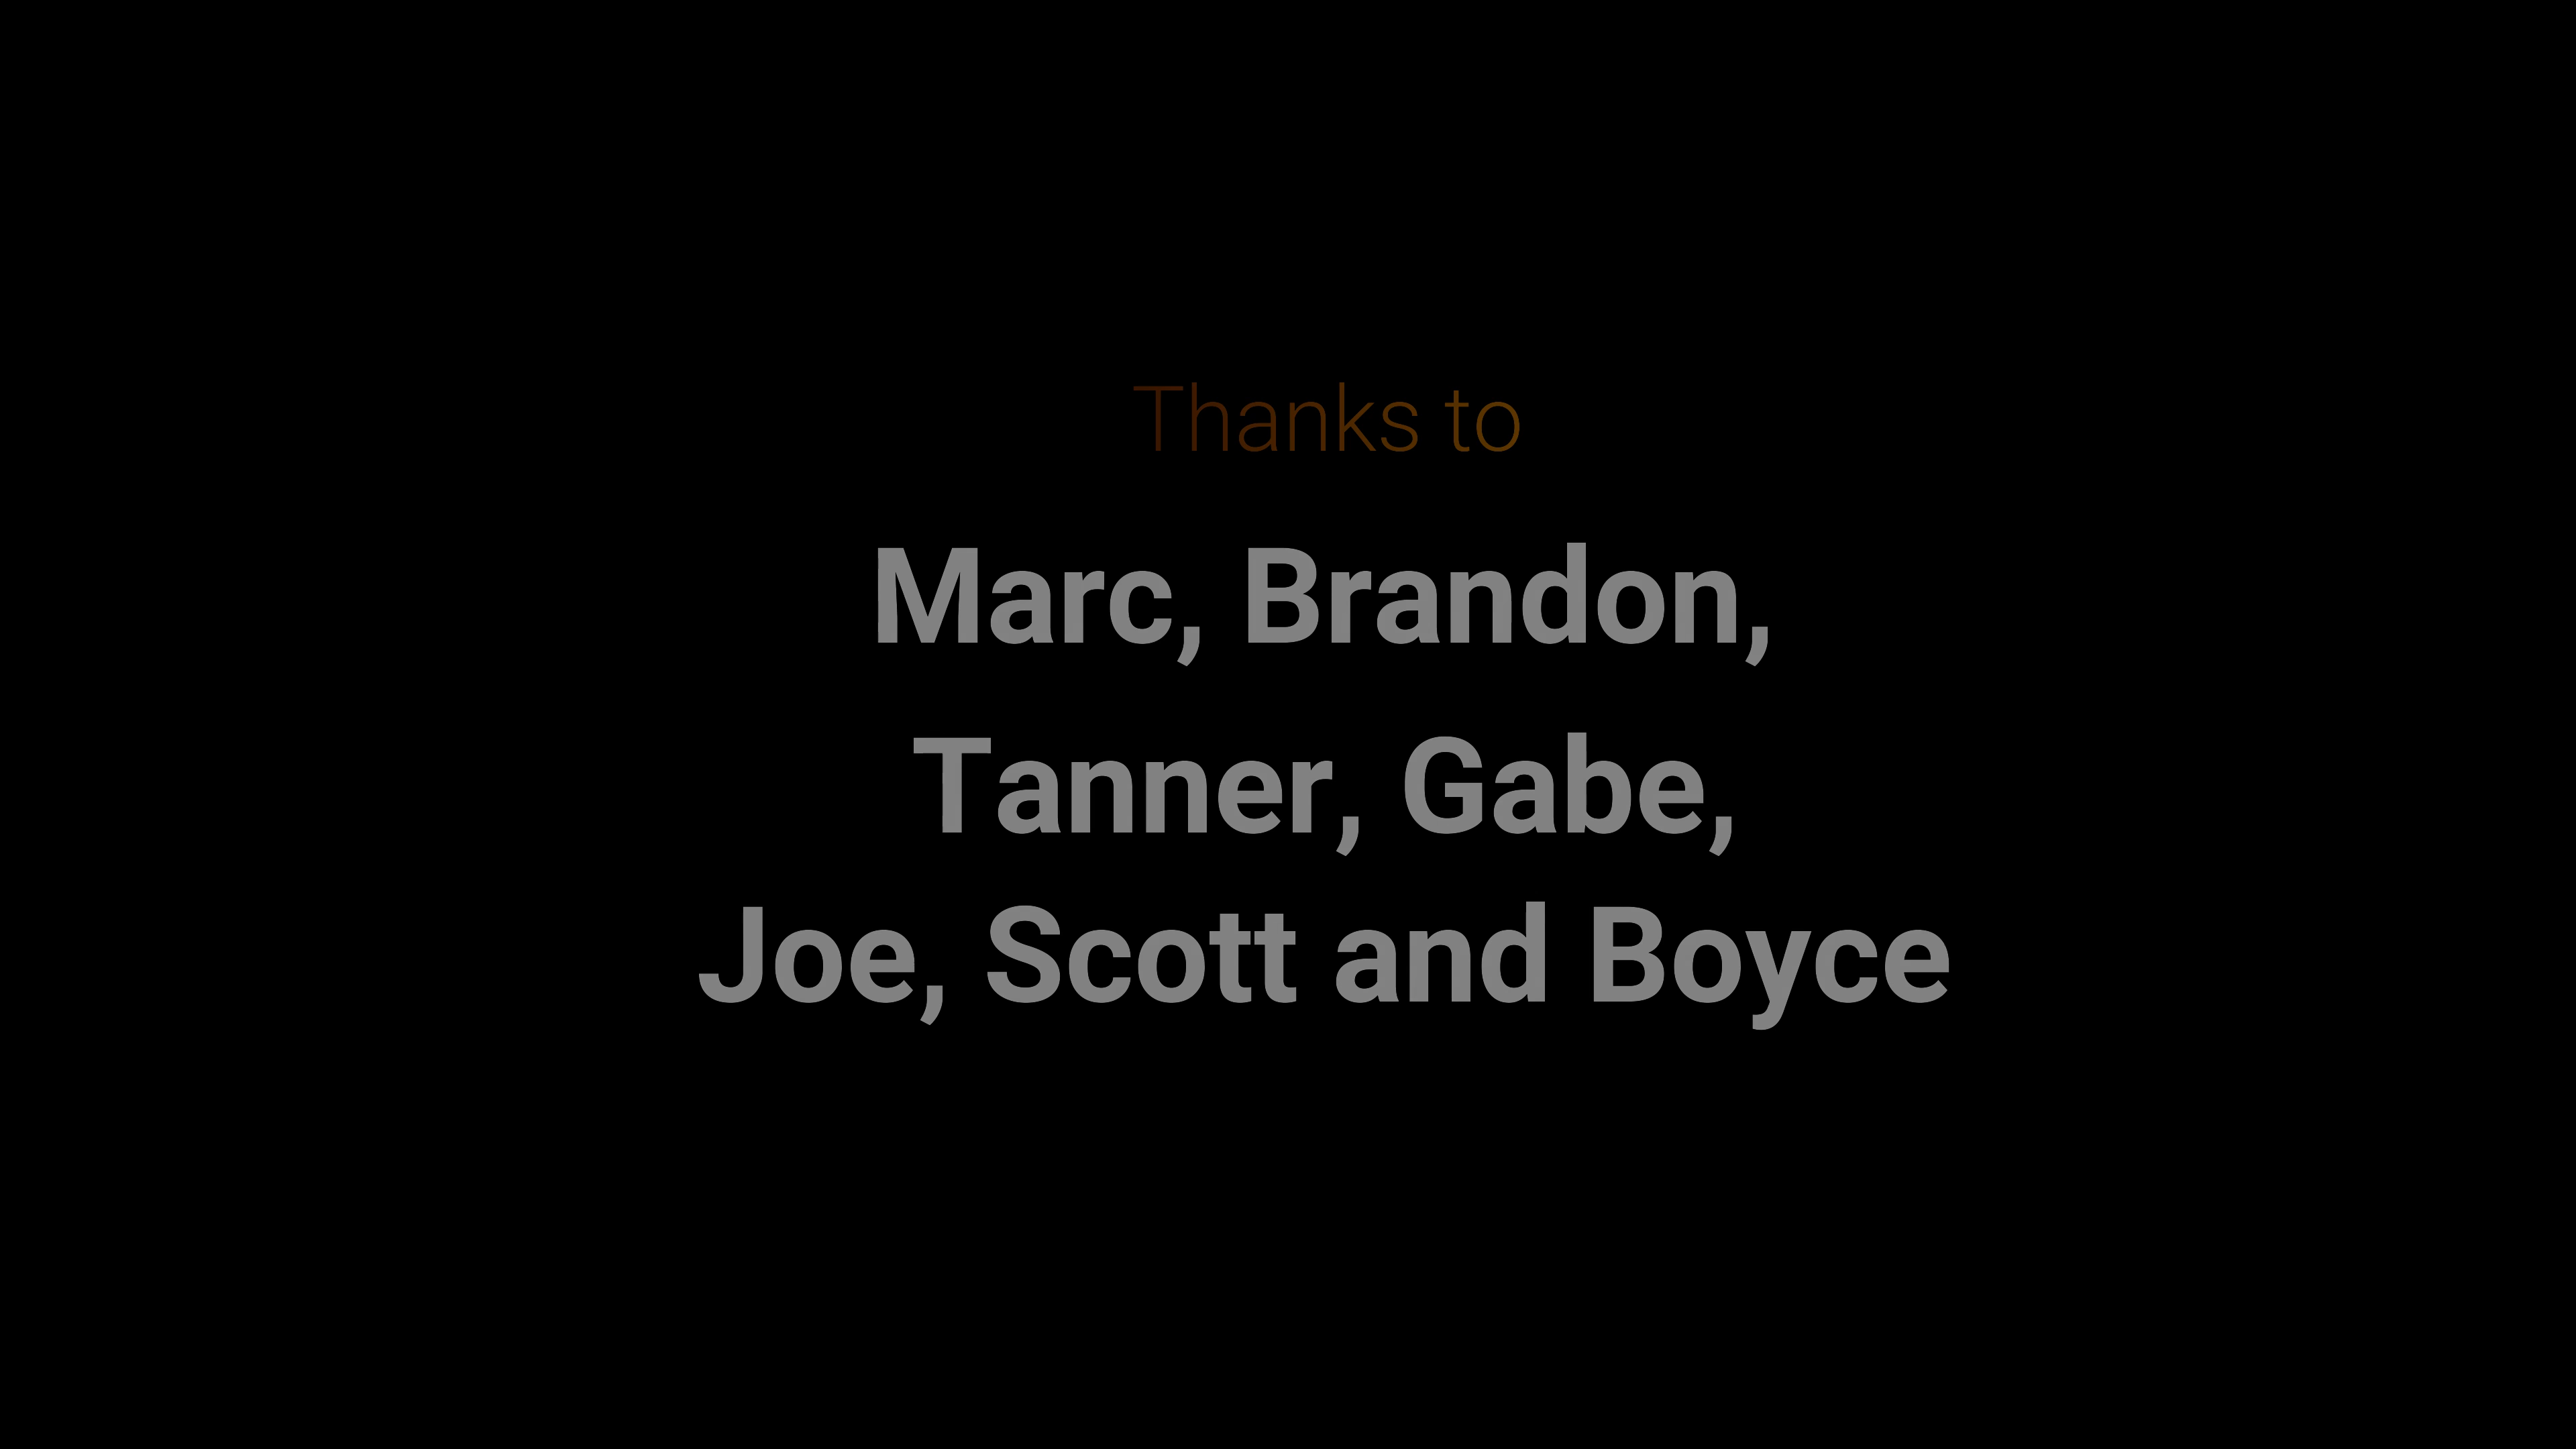 Thanks to
Marc, Brandon,
Tanner, Gabe,
Joe, Scott and Boyce